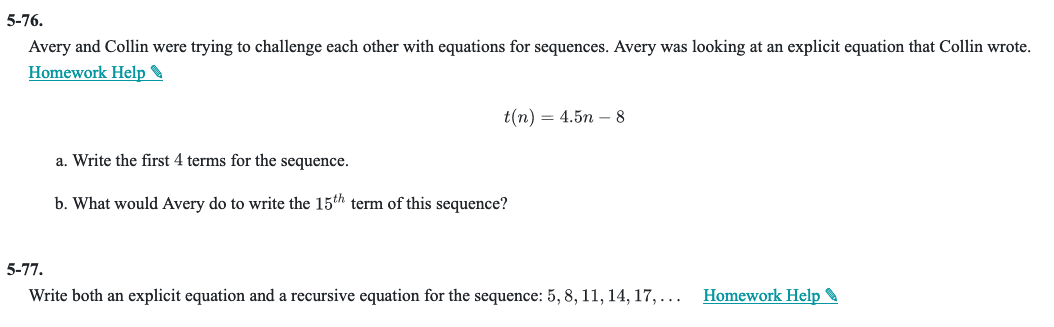 5-76.
Avery and Collin were trying to challenge each other with equations for sequences. Avery was looking at an explicit equation that Collin wrote.
Homework Help ✎
t(n) = 4.5n − 8
a. Write the first 4 terms for the sequence.
b. What would Avery do to write the 15th term of this sequence?
5-77.
Write both an explicit equation and a recursive equation for the sequence: 5, 8, 11, 14, 17, … Homework Help ✎